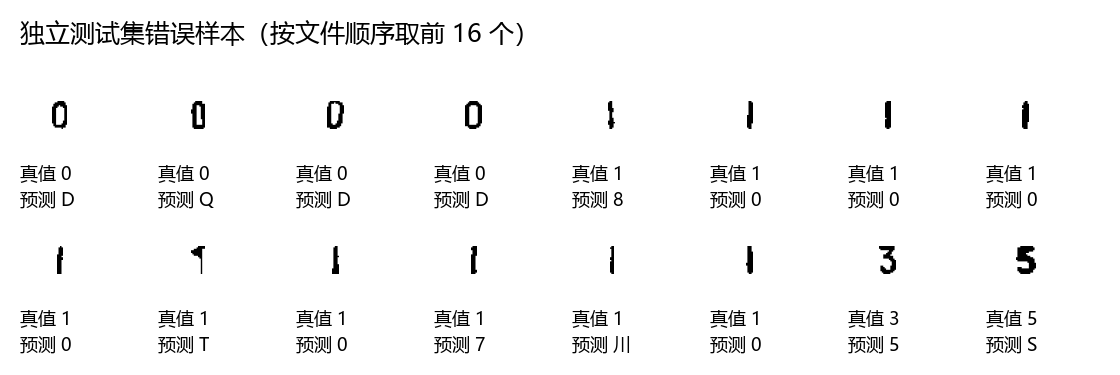 独立测试集错误样本（按文件顺序取前 16 个）
0 0 0 0 1 1 1 1
真值 0 真值 0 真值 0 真值 0 真值 1 真值 1 真值 1 真值 1
预测 D 预测 Q 预测 D 预测 D 预测 8 预测 0 预测 0 预测 0
1 1 1 1 1 1 3 5
真值 1 真值 1 真值 1 真值 1 真值 1 真值 1 真值 3 真值 5
预测 0 预测 T 预测 0 预测 7 预测 川 预测 0 预测 5 预测 S